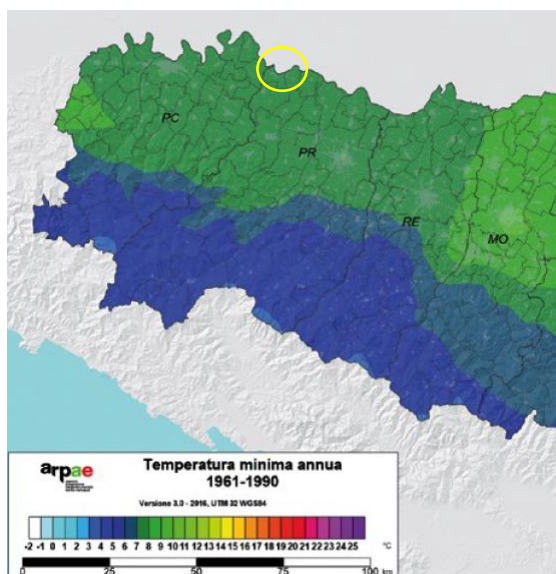 PC
PR
RE
MO
arpae
Temperatura minima annua
1961-1990
Versione 3.0 - 2016, UTM 32 WGS84
-2 -1 0 1 2 3 4 5 6 7 8 9 10 11 12 13 14 15 16 17 18 19 20 21 22 23 24 25 °C
0 25 50 75 100 km